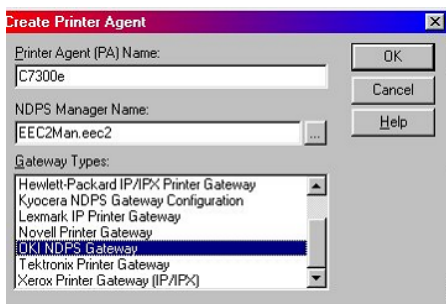 Create Printer Agent
Printer Agent (PA) Name:
OK
C7300e
Cancel
NDPS Manager Name:
EEC2Man.eec2
...
Help
Gateway Types:
Hewlett-Packard IP/IPX Printer Gateway
Kyocera NDPS Gateway Configuration
Lexmark IP Printer Gateway
Novell Printer Gateway
OKI NDPS Gateway
Tektronix Printer Gateway
Xerox Printer Gateway (IP/IPX)